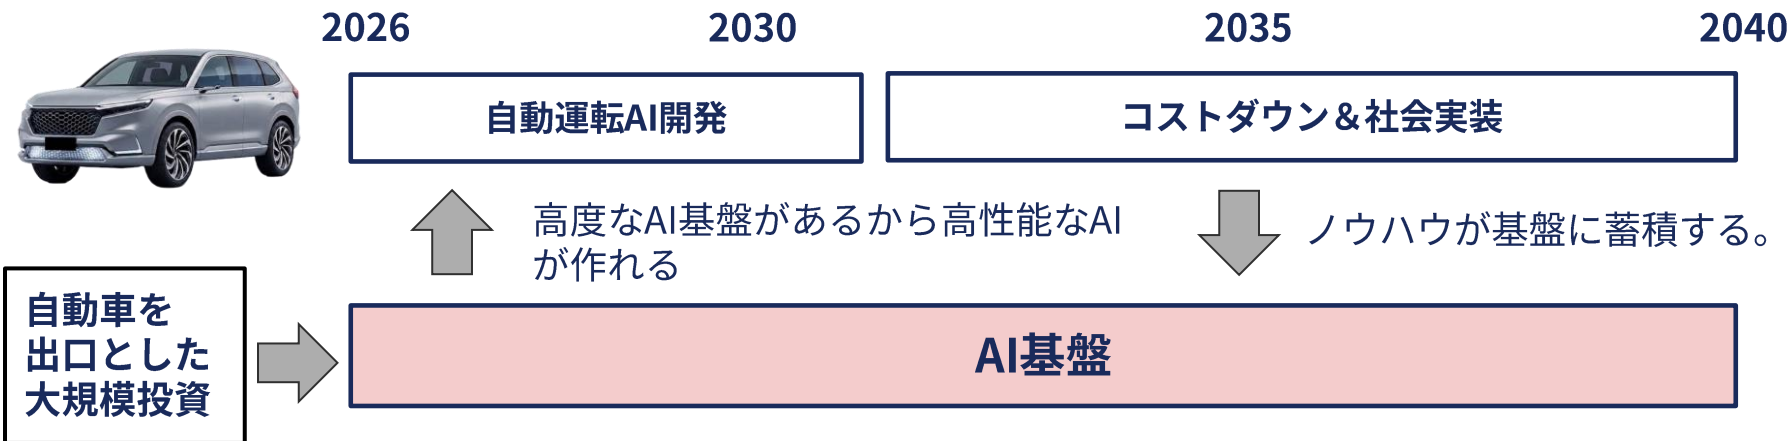 2026
2030
2035
2040
自動運転AI開発
コストダウン＆社会実装
高度なAI基盤があるから高性能なAI
が作れる
ノウハウが基盤に蓄積する。
自動車を
出口とした
大規模投資
AI基盤